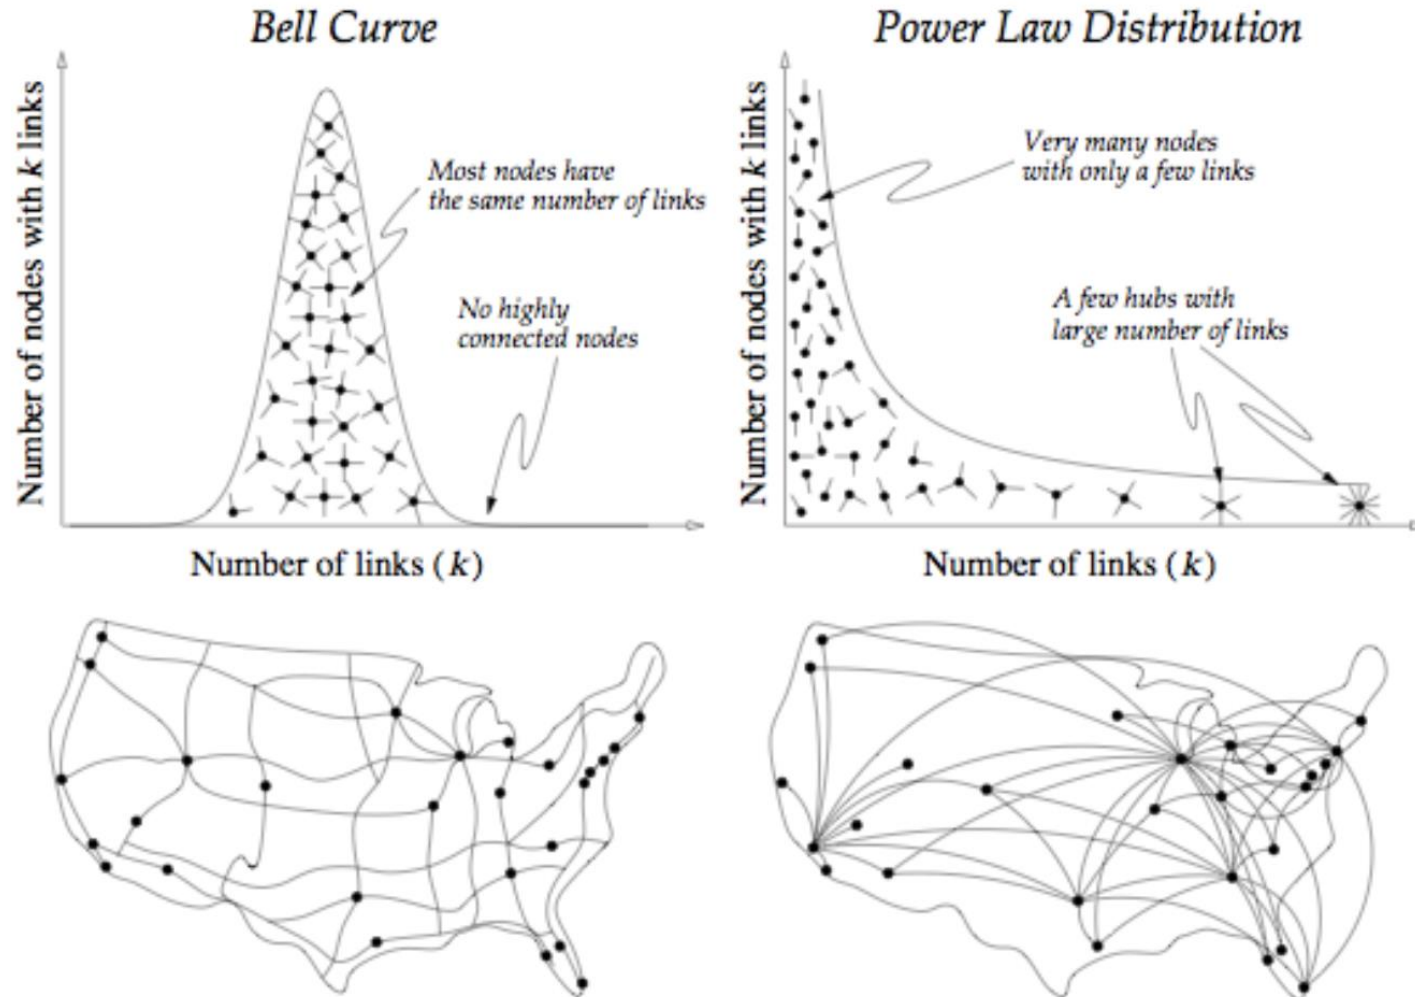 Bell Curve
Number of nodes with k links
Most nodes have
the same number of links
No highly
connected nodes
Number of links (k)
Power Law Distribution
Number of nodes with k links
Very many nodes
with only a few links
A few hubs with
large number of links
Number of links (k)